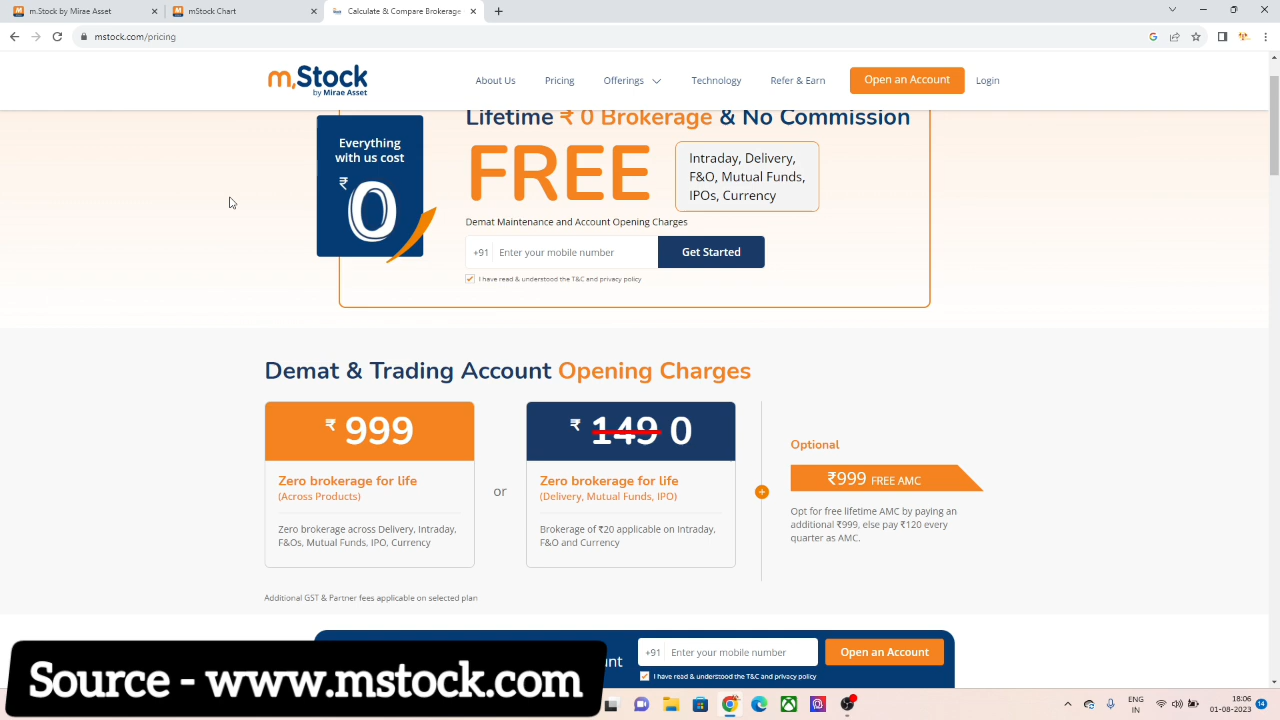 m.Stock by Mirae Asset
mStock Chart
Calculate & Compare Brokerage
mstock.com/pricing
m.Stock
by Mirae Asset
About Us
Pricing
Offerings
Technology
Refer & Earn
Open an Account
Login
Everything
with us cost
₹ 0
Lifetime ₹ 0 Brokerage & No Commission
FREE
Intraday, Delivery,
F&O, Mutual Funds,
IPOs, Currency
Demat Maintenance and Account Opening Charges
+91 Enter your mobile number
Get Started
I have read & understood the T&C and privacy policy
Demat & Trading Account Opening Charges
₹ 999
Zero brokerage for life
(Across Products)
Zero brokerage across Delivery, Intraday,
F&Os, Mutual Funds, IPO, Currency
or
₹ 149 0
Zero brokerage for life
(Delivery, Mutual Funds, IPO)
Brokerage of ₹20 applicable on Intraday,
F&O and Currency
+
Optional
₹999 FREE AMC
Opt for free lifetime AMC by paying an
additional ₹999, else pay ₹120 every
quarter as AMC.
Additional GST & Partner fees applicable on selected plan
+91 Enter your mobile number
Open an Account
I have read & understood the T&C and privacy policy
Source - www.mstock.com
ENG
IN
18:06
01-08-2023
14